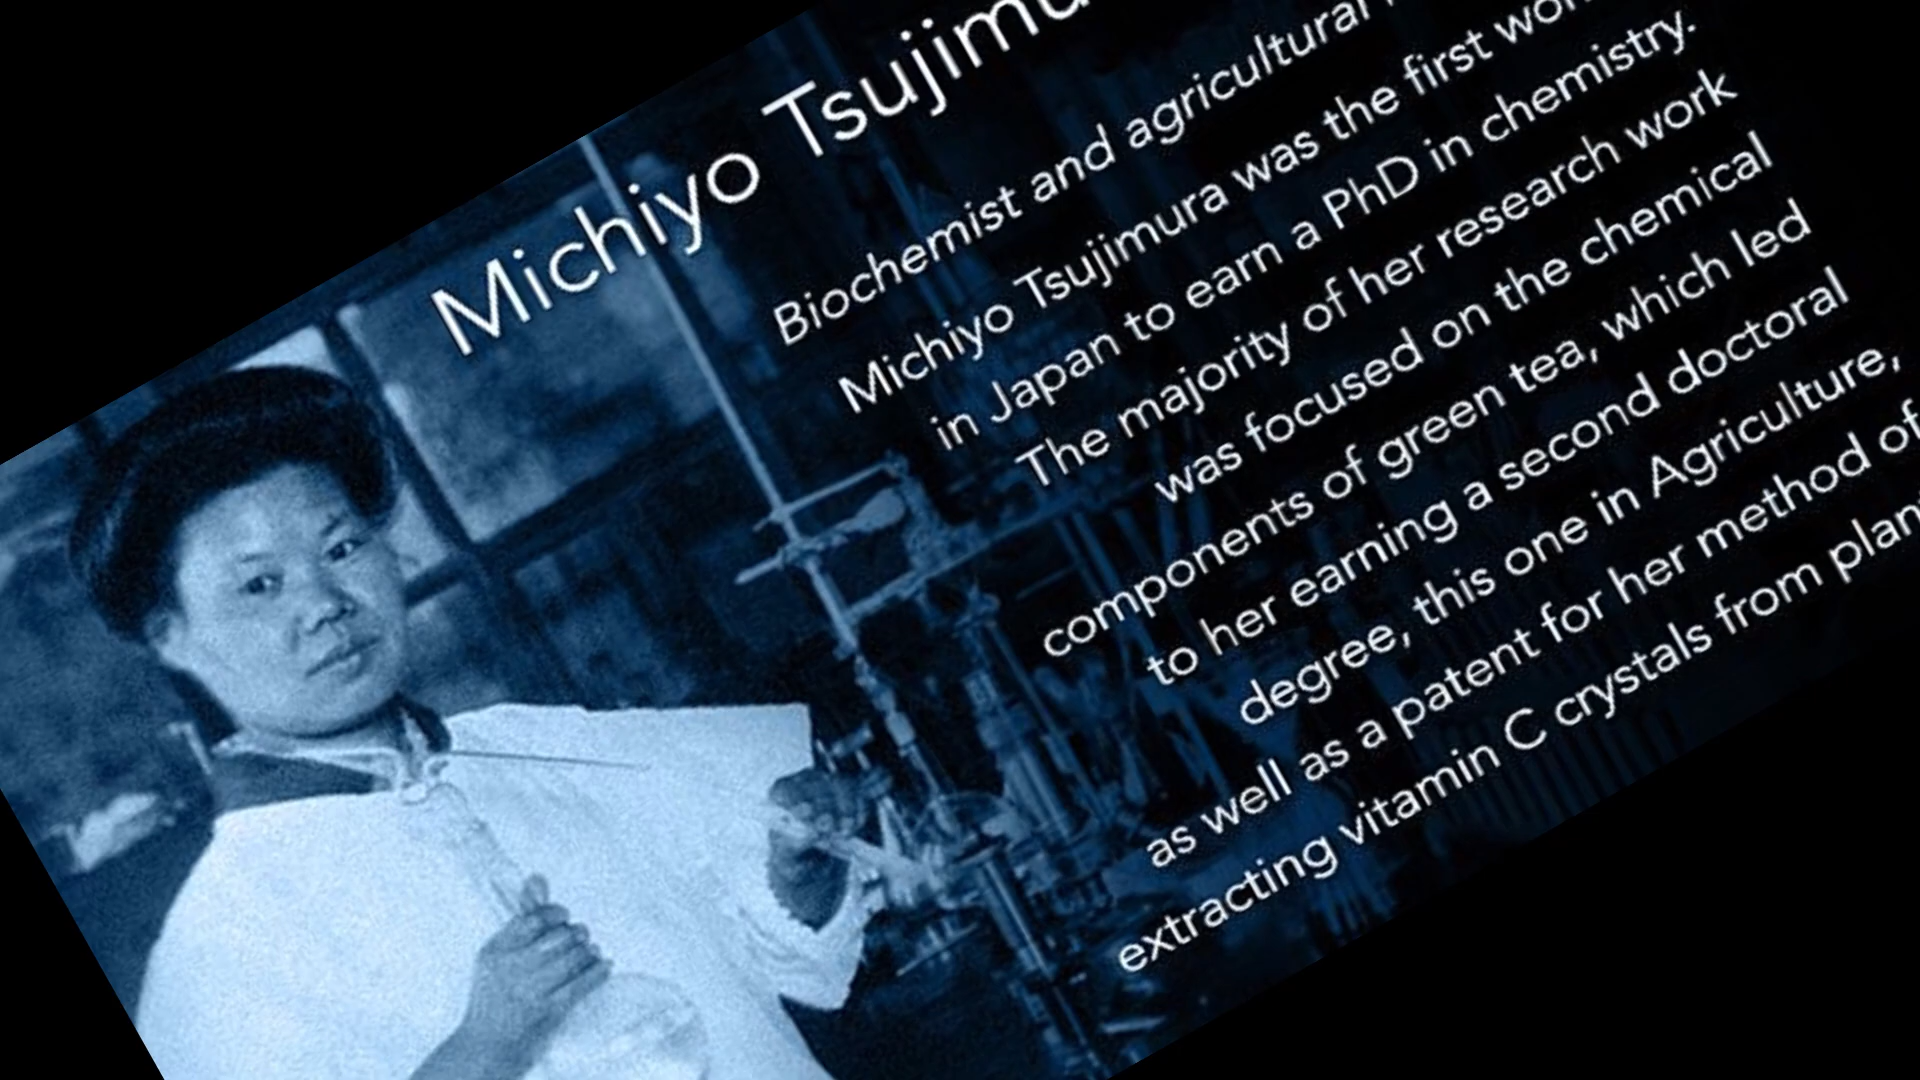 Michiyo Tsujimu
Biochemist and agricultural
Michiyo Tsujimura was the first
in Japan to earn a PhD in chemistry.
The majority of her research work
was focused on the chemical
components of green tea, which led
to her earning a second doctoral
degree, this one in Agriculture,
as well as a patent for her method of
extracting vitamin C crystals from